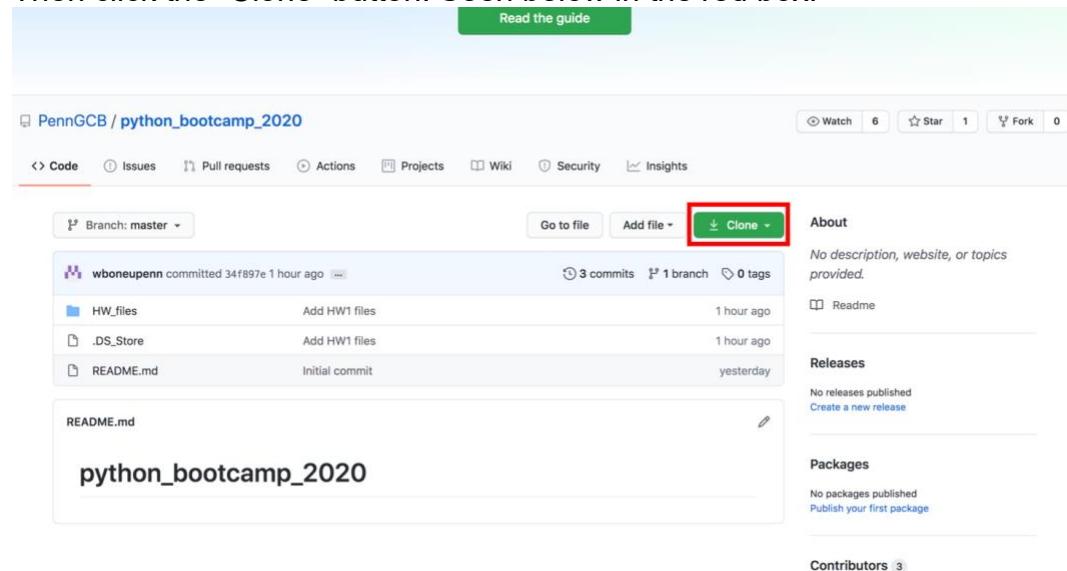 Then click the "Clone" button. Seen below in the red box.
Read the guide
PennGCB / python_bootcamp_2020
Watch 6 Star 1 Fork 0
<> Code Issues Pull requests Actions Projects Wiki Security Insights
Branch: master Go to file Add file Clone
wboneupenn committed 34f897e 1 hour ago ... 3 commits 1 branch 0 tags
HW_files Add HW1 files 1 hour ago
.DS_Store Add HW1 files 1 hour ago
README.md Initial commit yesterday
README.md
python_bootcamp_2020
About
No description, website, or topics
provided.
Readme
Releases
No releases published
Create a new release
Packages
No packages published
Publish your first package
Contributors 3